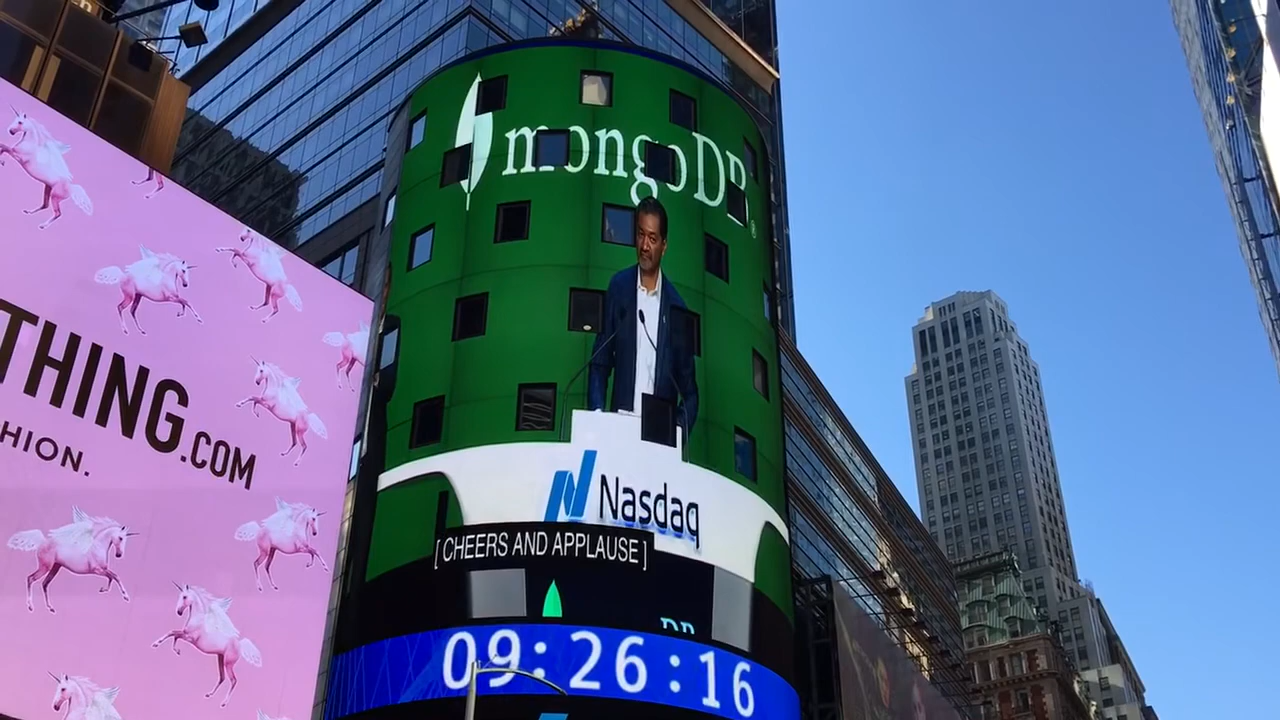 THING.COM
HION.
mongoDB®
Nasdaq
[ CHEERS AND APPLAUSE ]
09:26:16